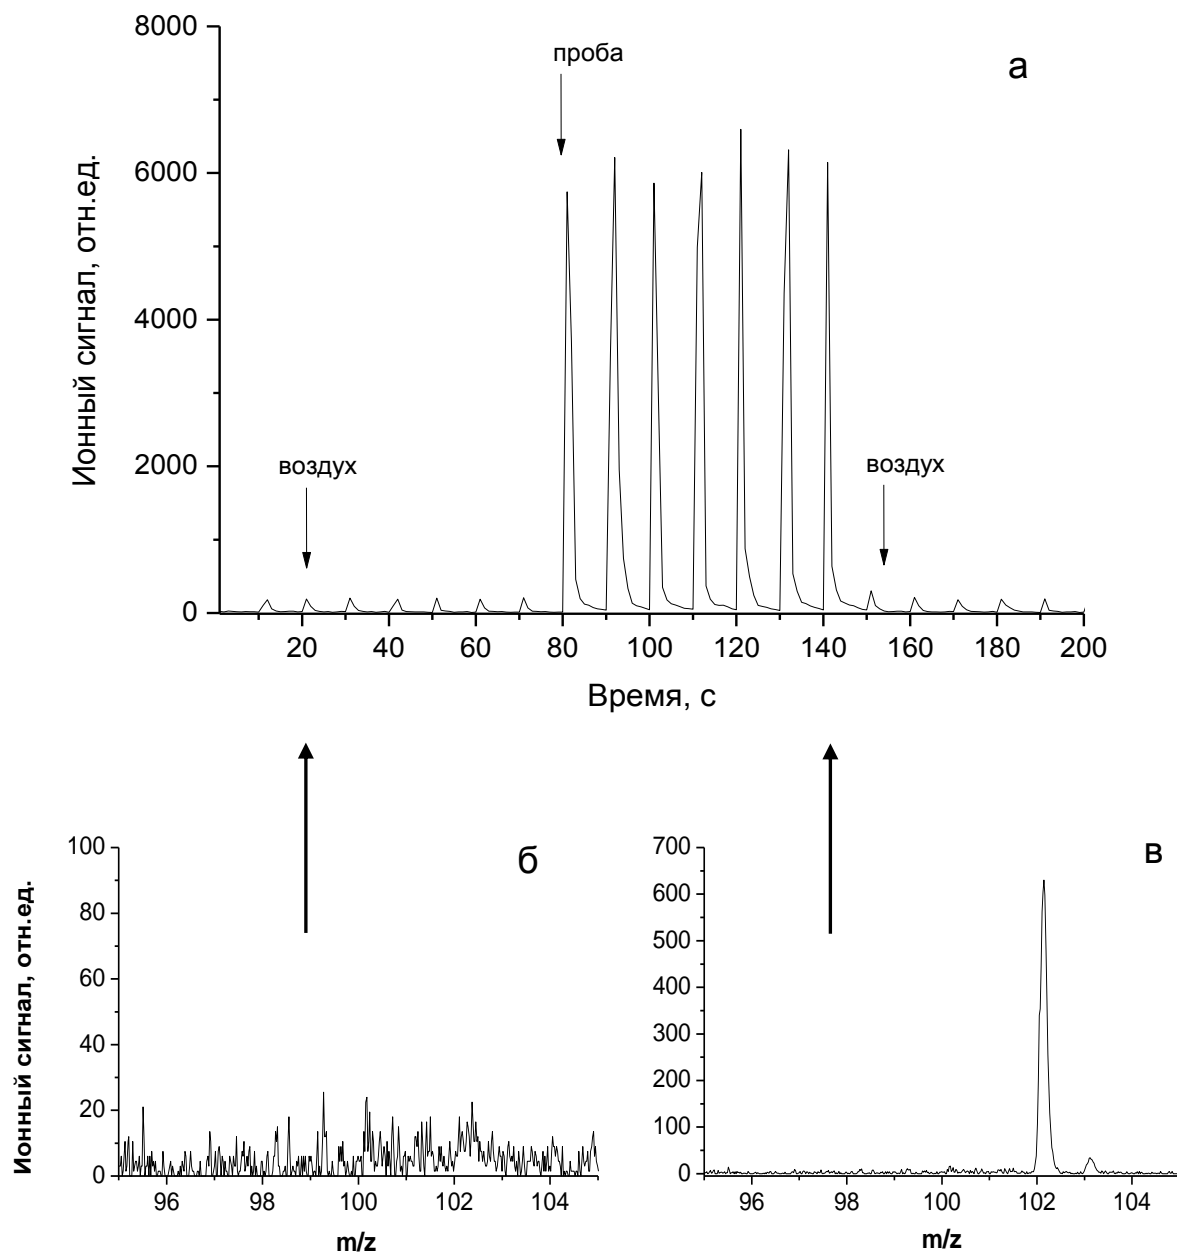 8000
проба
а
6000
Ионный сигнал, отн.ед.
4000
2000
воздух
воздух
0
20 40 60 80 100 120 140 160 180 200
Время, с
100
б
80
60
40
20
0
Ионный сигнал, отн.ед.
96 98 100 102 104
m/z
700
в
600
500
400
300
200
100
0
96 98 100 102 104
m/z